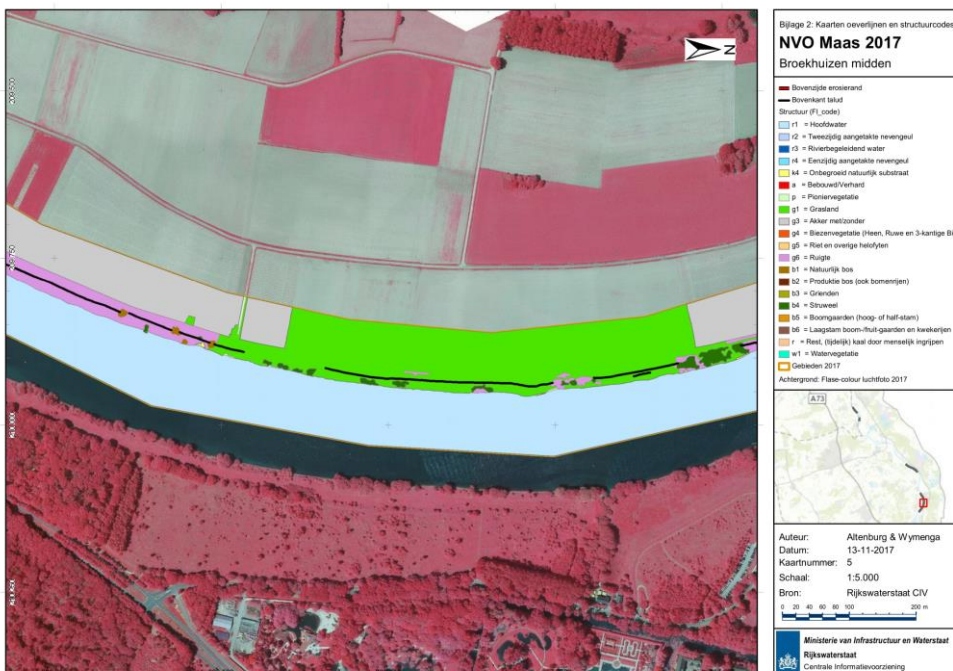 N
Bijlage 2: Kaarten oeverlijnen en structuurcodes
NVO Maas 2017
Broekhuizen midden
Bovenzijde erosierand
Bovenkant talud
Structuur (FI_code)
r1 = Hoofdwater
r2 = Tweezijdig aangetakte nevengeul
r3 = Rivierbegeleidend water
r4 = Eenzijdig aangetakte nevengeul
k4 = Onbegroeid natuurlijk substraat
a = Bebouwd/Verhard
p = Pioniervegetatie
g1 = Grasland
g3 = Akker met/zonder
g4 = Biezenvegetatie (Heen, Ruwe en 3-kantige Bi
g5 = Riet en overige helofyten
g6 = Ruigte
b1 = Natuurlijk bos
b2 = Produktie bos (ook bomenrijen)
b3 = Grienden
b4 = Struweel
b5 = Boomgaarden (hoog- of half-stam)
b6 = Laagstam boom-/fruit-gaarden en kwekerijen
r = Rest, (tijdelijk) kaal door menselijk ingrijpen
w1 = Watervegetatie
Gebieden 2017
Achtergrond: Flase-colour luchtfoto 2017
A73
Auteur: Altenburg & Wymenga
Datum: 13-11-2017
Kaartnummer: 5
Schaal: 1:5.000
Bron: Rijkswaterstaat CIV
0 20 40 60 80 100 200 m
Ministerie van Infrastructuur en Waterstaat
Rijkswaterstaat
Centrale Informatievoorziening